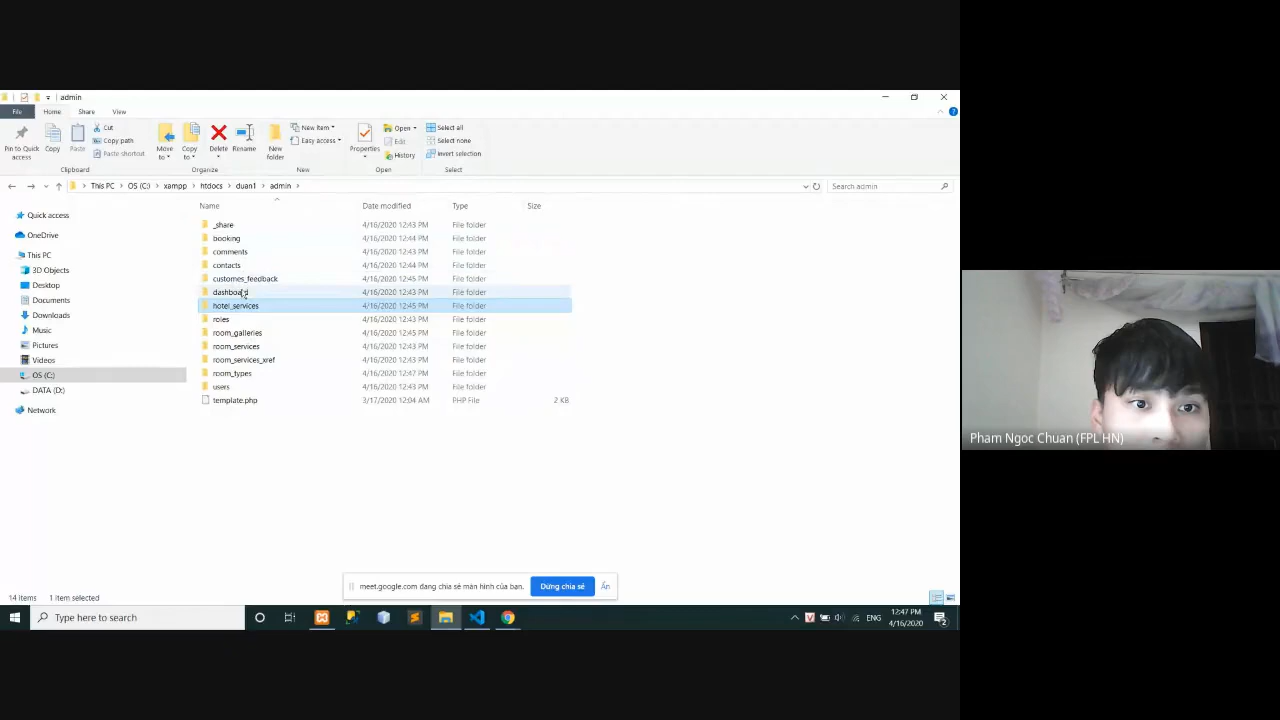 admin
File Home Share View
Pin to Quick access
Copy
Paste
Cut
Copy path
Paste shortcut
Clipboard
Move to
Copy to
Delete
Rename
Organize
New folder
New item
Easy access
New
Properties
Open
Edit
History
Open
Select all
Select none
Invert selection
Select
This PC OS (C:) xampp htdocs duan1 admin
Search admin
Quick access
OneDrive
This PC
3D Objects
Desktop
Documents
Downloads
Music
Pictures
Videos
OS (C:)
DATA (D:)
Network
Name Date modified Type Size
_share 4/16/2020 12:43 PM File folder
booking 4/16/2020 12:44 PM File folder
comments 4/16/2020 12:43 PM File folder
contacts 4/16/2020 12:44 PM File folder
customes_feedback 4/16/2020 12:45 PM File folder
dashboard 4/16/2020 12:43 PM File folder
hotel_services 4/16/2020 12:45 PM File folder
roles 4/16/2020 12:43 PM File folder
room_galleries 4/16/2020 12:45 PM File folder
room_services 4/16/2020 12:43 PM File folder
room_services_xref 4/16/2020 12:43 PM File folder
room_types 4/16/2020 12:47 PM File folder
users 4/16/2020 12:43 PM File folder
template.php 3/17/2020 12:04 AM PHP File 2 KB
meet.google.com đang chia sẻ màn hình của bạn. Dừng chia sẻ Ẩn
14 items 1 item selected
Type here to search
ENG
12:47 PM
4/16/2020
2
Pham Ngoc Chuan (FPL HN)